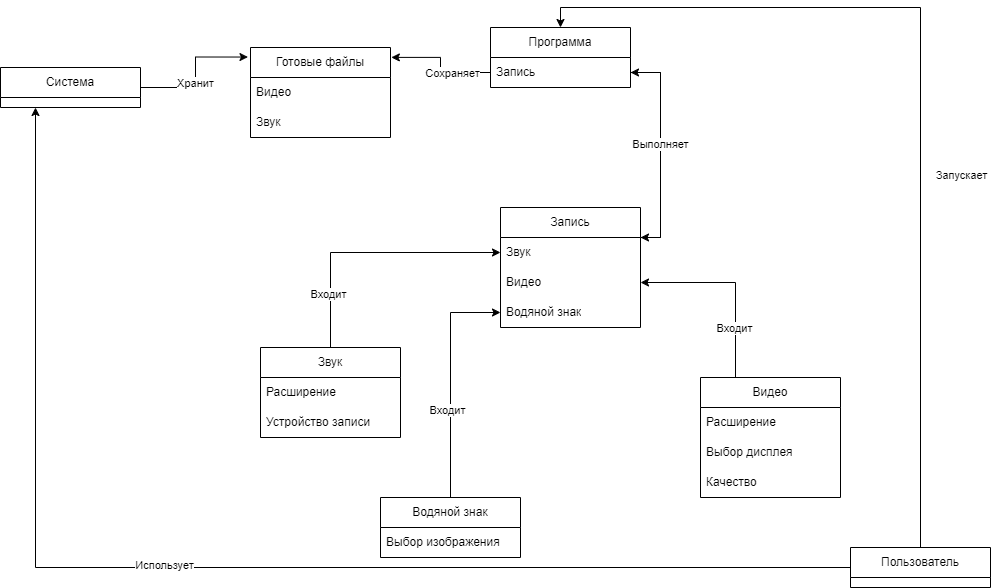 Программа
Готовые файлы
Сохраняет
Запись
Система
Хранит
Видео
Звук
Выполняет
Запускает
Запись
Звук
Видео
Водяной знак
Входит
Входит
Звук
Расширение
Устройство записи
Входит
Видео
Расширение
Выбор дисплея
Качество
Водяной знак
Выбор изображения
Использует
Пользователь